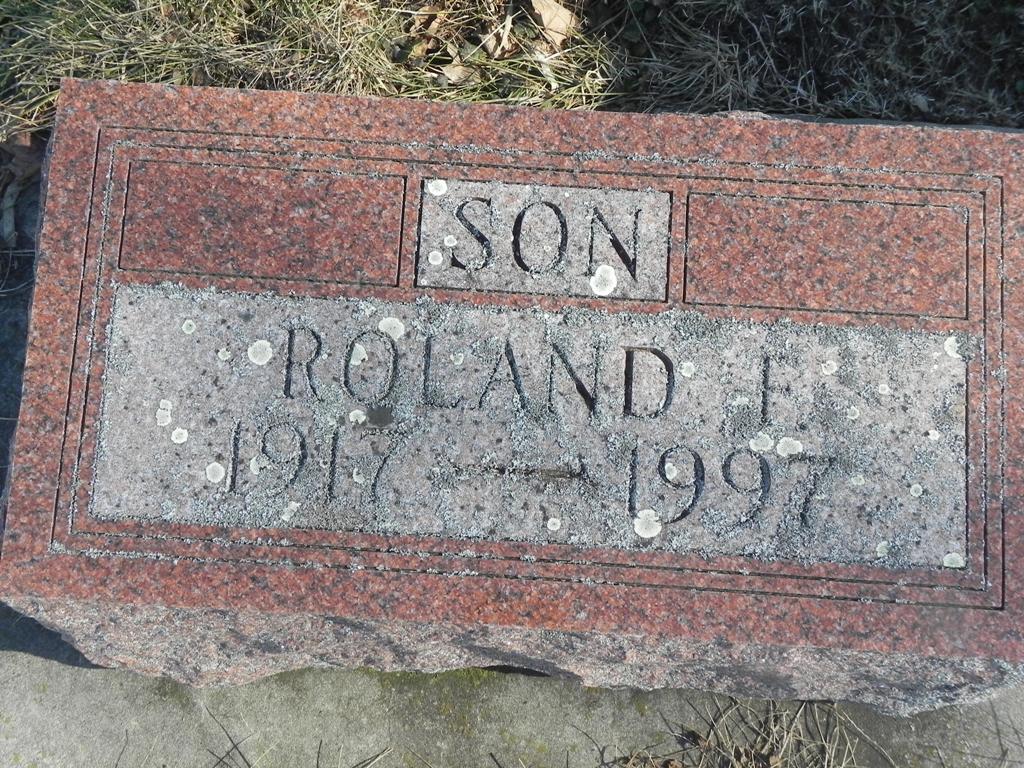 SON
ROLAND F
1917 — 1997